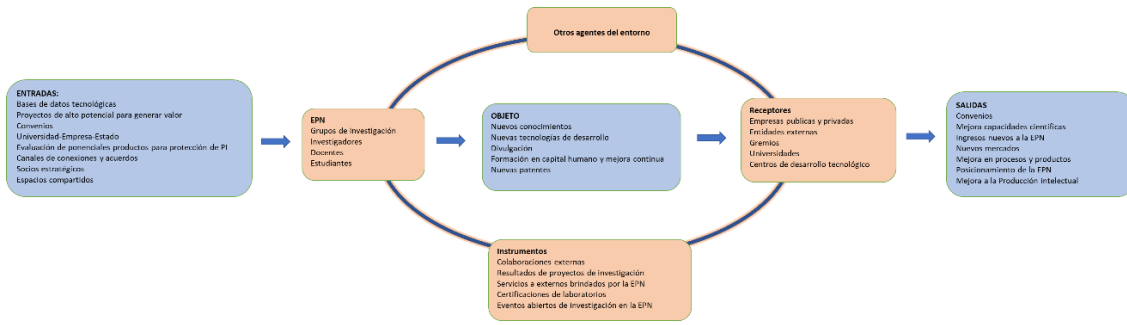 Otros agentes del entorno
ENTRADAS:
Bases de datos tecnológicas
Proyectos de alto potencial para generar valor
Convenios
Universidad-Empresa-Estado
Evaluación de ponenciales productos para protección de PI
Canales de conexiones y acuerdos
Socios estratégicos
Espacios compartidos
EPN
Grupos de Investigación
Investigadores
Docentes
Estudiantes
OBJETO
Nuevos conocimientos
Nuevas tecnologías de desarrollo
Divulgación
Formación en capital humano y mejora continua
Nuevas patentes
Receptores
Empresas publicas y privadas
Entidades externas
Gremios
Universidades
Centros de desarrollo tecnológico
SALIDAS
Convenios
Mejora capacidades científicas
Ingresos nuevos a la EPN
Nuevos mercados
Mejora en procesos y productos
Posicionamiento de la EPN
Mejora a la Producción intelectual
Instrumentos
Colaboraciones externas
Resultados de proyectos de investigación
Servicios a externos brindados por la EPN
Certificaciones de laboratorios
Eventos abiertos de investigación en la EPN